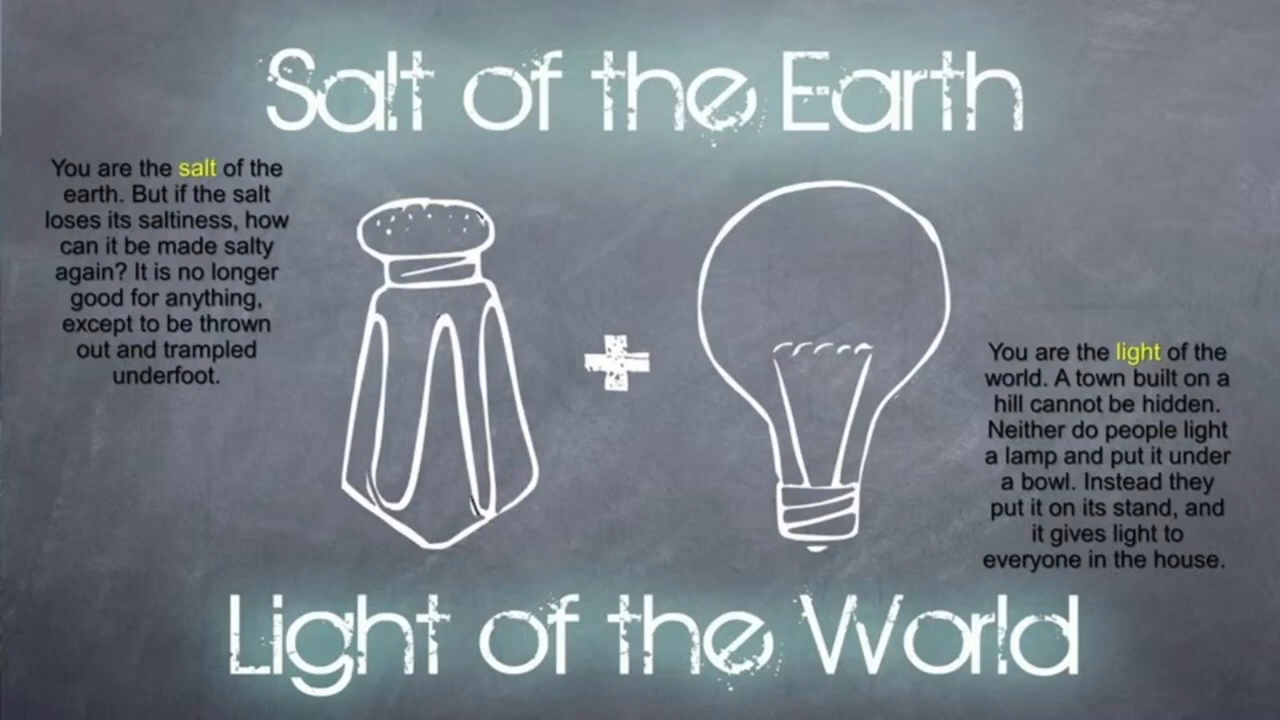 Salt of the Earth
You are the salt of the
earth. But if the salt
loses its saltiness, how
can it be made salty
again? It is no longer
good for anything,
except to be thrown
out and trampled
underfoot.
+
You are the light of the
world. A town built on a
hill cannot be hidden.
Neither do people light
a lamp and put it under
a bowl. Instead they
put it on its stand, and
it gives light to
everyone in the house.
Light of the World